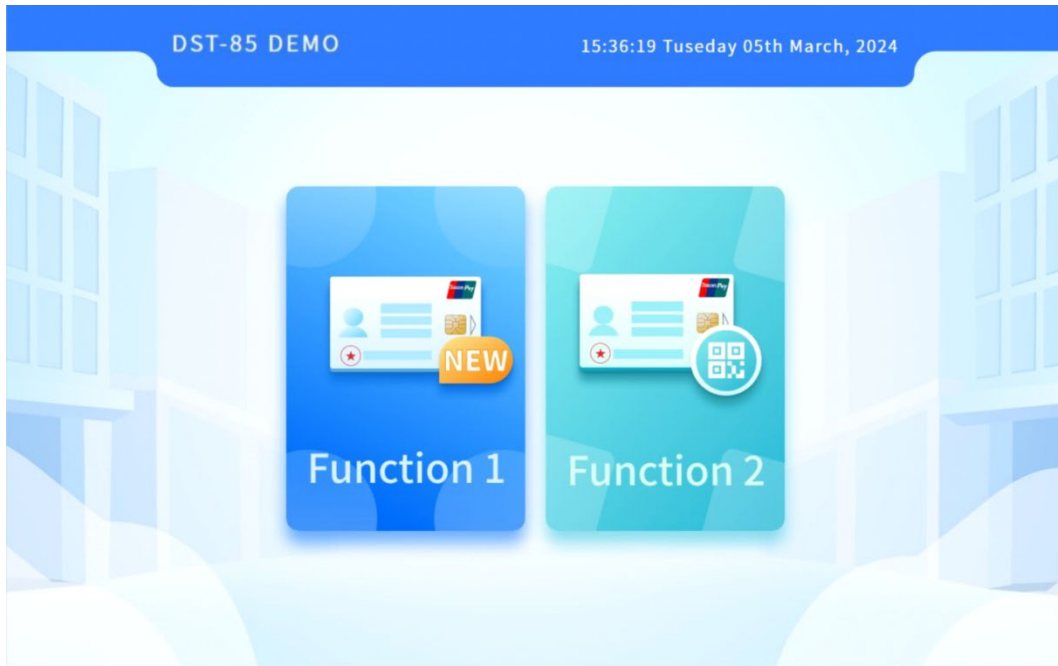 DST-85 DEMO
15:36:19 Tuseday 05th March, 2024
NEW
Function 1
Function 2